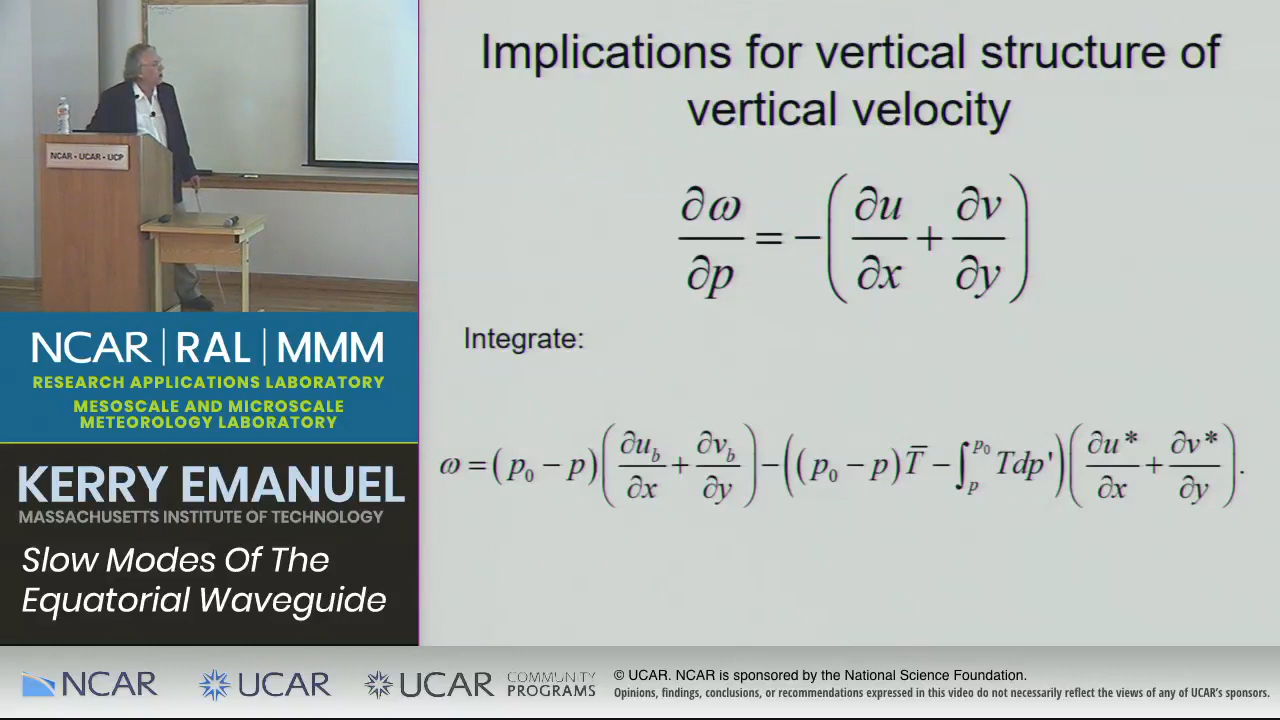 Implications for vertical structure of
vertical velocity
∂ω/∂p = −(∂u/∂x + ∂v/∂y)
Integrate:
ω = (p₀ − p)(∂u_b/∂x + ∂v_b/∂y) − ((p₀ − p)T̅ − ∫_p^{p₀} Tdp')(∂u*/∂x + ∂v*/∂y).
NCAR • UCAR • UCP
NCAR | RAL | MMM
RESEARCH APPLICATIONS LABORATORY
MESOSCALE AND MICROSCALE
METEOROLOGY LABORATORY
KERRY EMANUEL
MASSACHUSETTS INSTITUTE OF TECHNOLOGY
Slow Modes Of The
Equatorial Waveguide
NCAR
UCAR
UCAR
COMMUNITY
PROGRAMS
© UCAR. NCAR is sponsored by the National Science Foundation.
Opinions, findings, conclusions, or recommendations expressed in this video do not necessarily reflect the views of any of UCAR's sponsors.